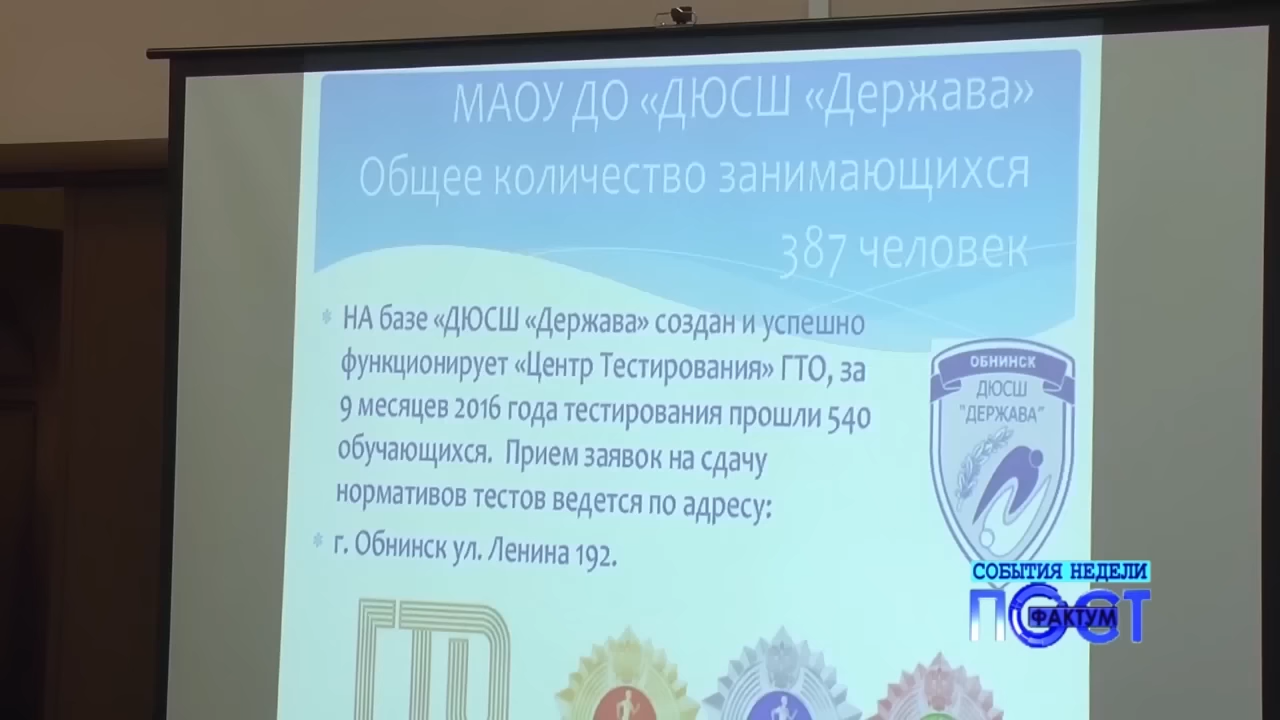 МАОУ ДО «ДЮСШ «Держава»
Общее количество занимающихся
387 человек
НА базе «ДЮСШ «Держава» создан и успешно
функционирует «Центр Тестирования» ГТО, за
9 месяцев 2016 года тестирования прошли 540
обучающихся. Прием заявок на сдачу
нормативов тестов ведется по адресу:
г. Обнинск ул. Ленина 192.
ОБНИНСК
ДЮСШ
"ДЕРЖАВА"
СОБЫТИЯ НЕДЕЛИ
ПОСТ
ФАКТУМ
ГТО